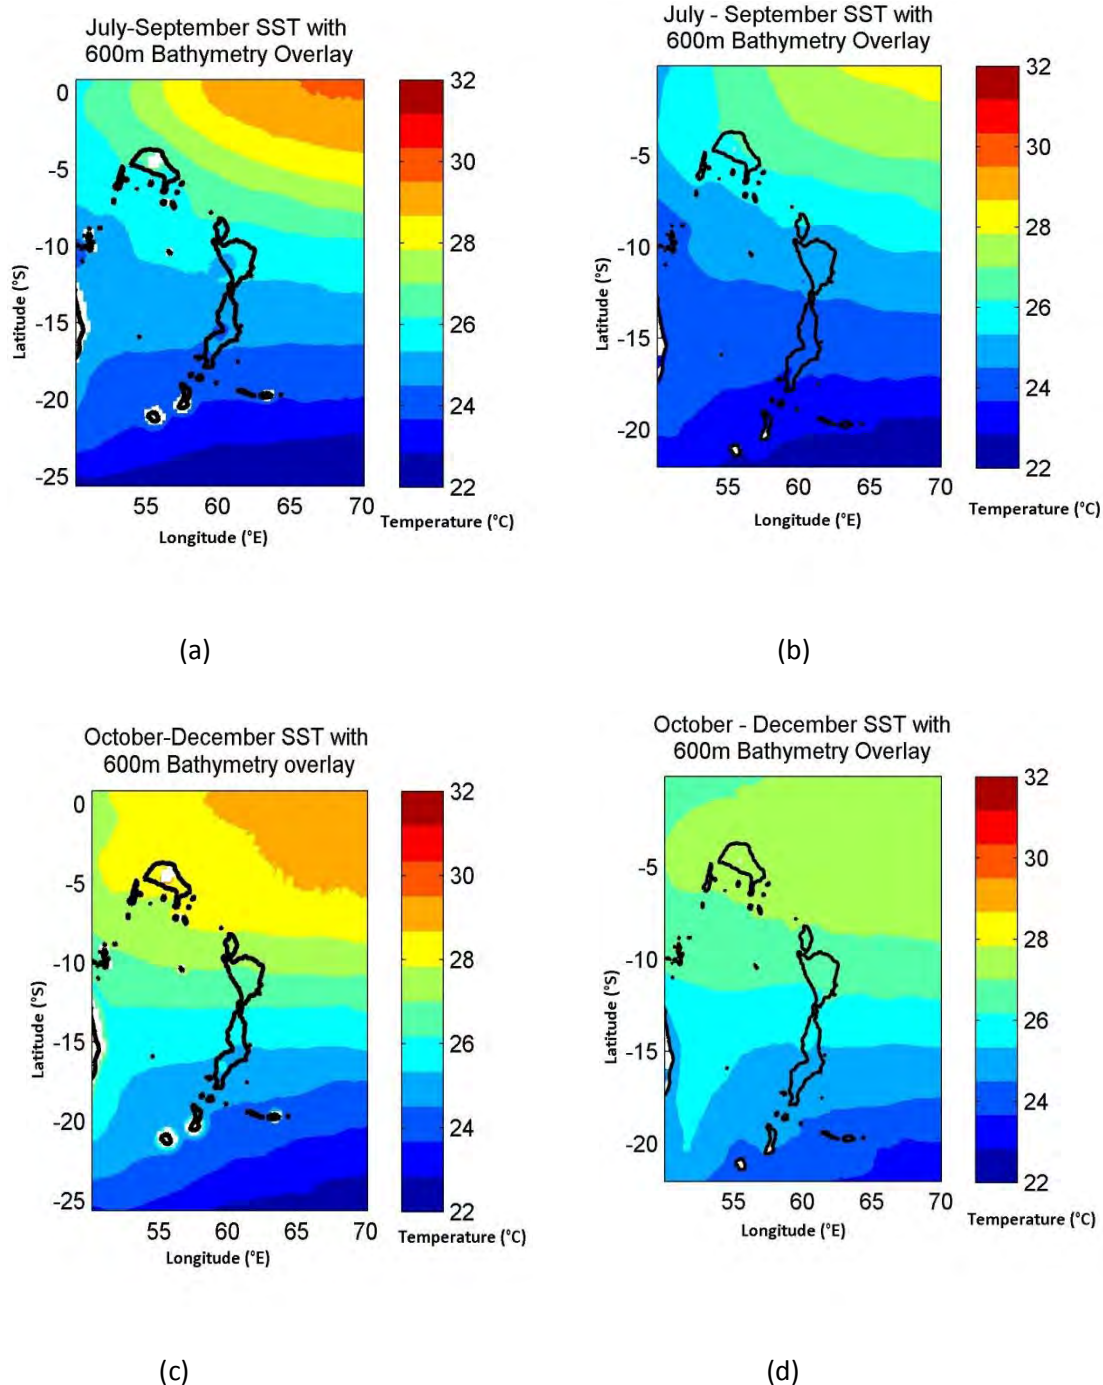 July-September SST with
600m Bathymetry Overlay
0
-5
-10
-15
-20
-25
Latitude (°S)
55
60
65
70
Longitude (°E)
32
30
28
26
24
22
Temperature (°C)
(a)
July - September SST with
600m Bathymetry Overlay
-5
-10
-15
-20
Latitude (°S)
55
60
65
70
Longitude (°E)
32
30
28
26
24
22
Temperature (°C)
(b)
October-December SST with
600m Bathymetry overlay
0
-5
-10
-15
-20
-25
Latitude (°S)
55
60
65
70
Longitude (°E)
32
30
28
26
24
22
Temperature (°C)
(c)
October - December SST with
600m Bathymetry Overlay
-5
-10
-15
-20
Latitude (°S)
55
60
65
70
Longitude (°E)
32
30
28
26
24
22
Temperature (°C)
(d)